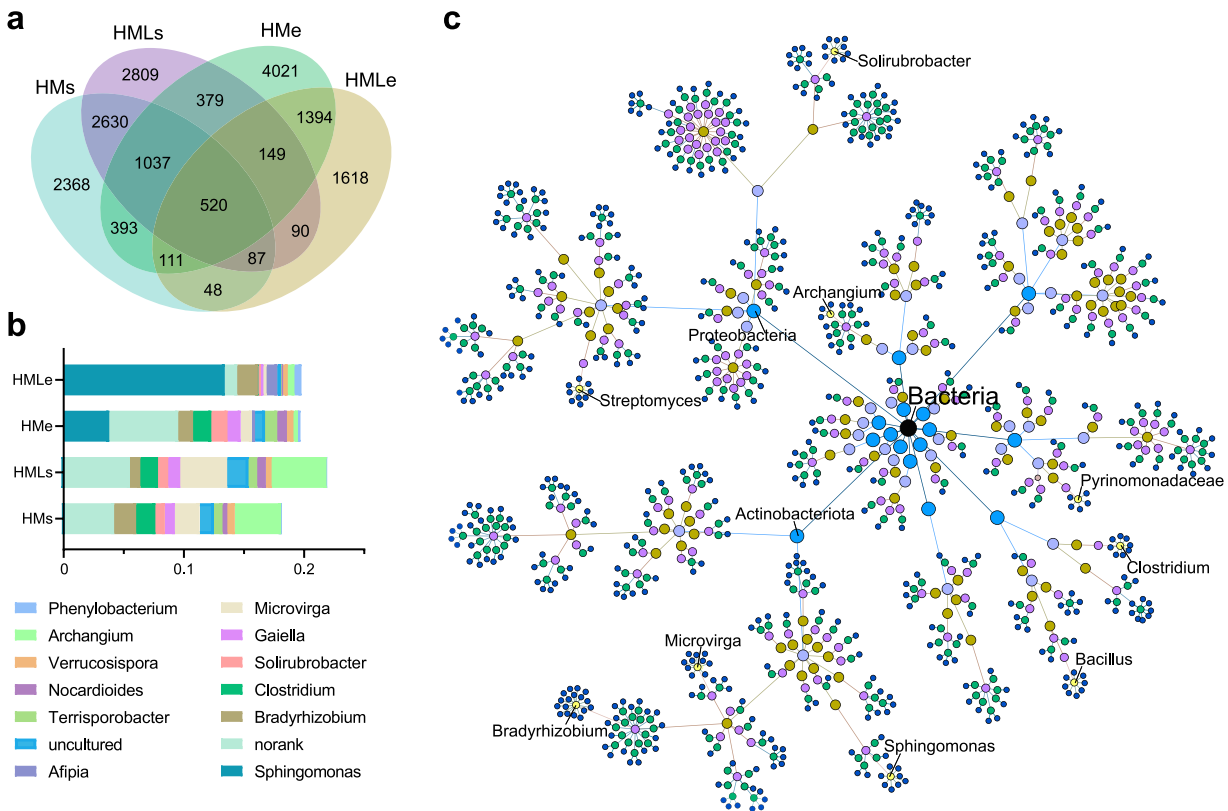 a
HMLs
HMe
HMs
HMLe
2809
4021
379
2630
1394
1037
149
2368
1618
520
393
90
111
87
48
b
HMLe
HMe
HMLs
HMs
0
0.1
0.2
Phenylobacterium
Microvirga
Archangium
Gaiella
Verrucosispora
Solirubrobacter
Nocardioides
Clostridium
Terrisporobacter
Bradyrhizobium
uncultured
norank
Afipia
Sphingomonas
c
Solirubrobacter
Archangium
Proteobacteria
Streptomyces
Bacteria
Pyrinomonadaceae
Actinobacteriota
Clostridium
Microvirga
Bacillus
Bradyrhizobium
Sphingomonas